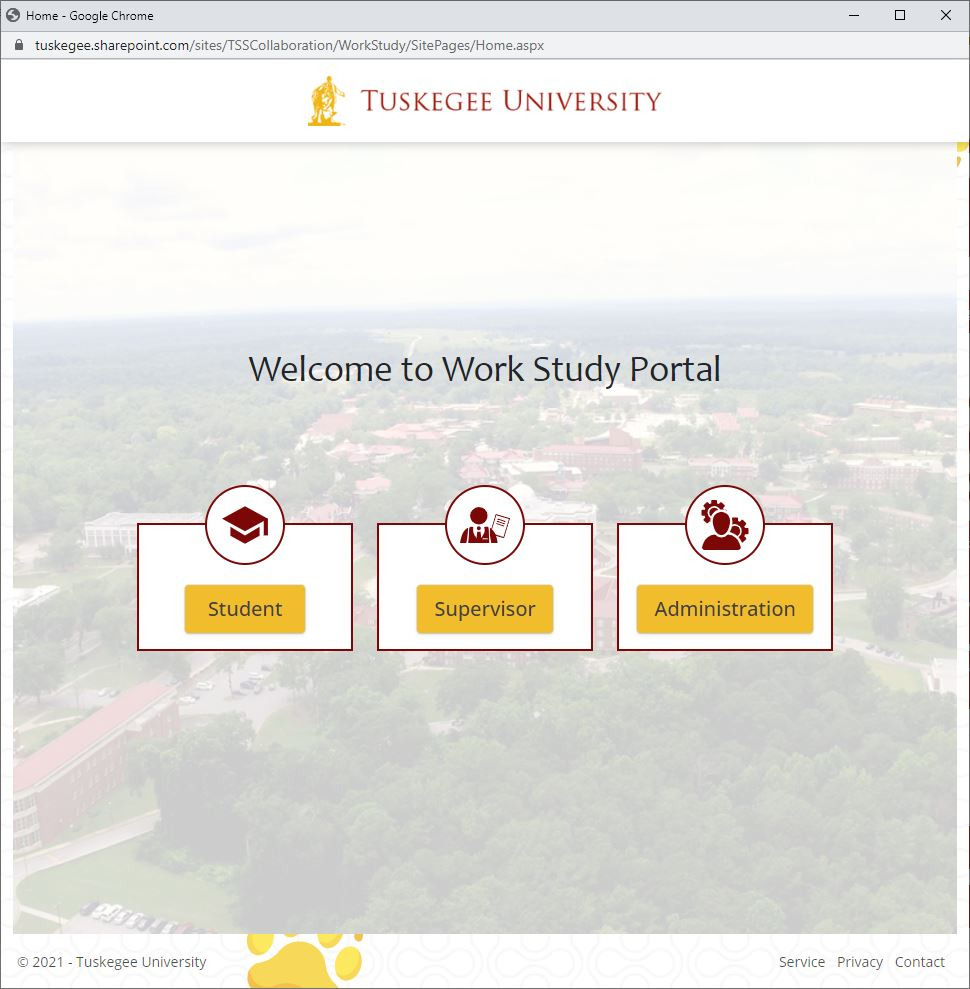 Home - Google Chrome
tuskegee.sharepoint.com/sites/TSSCollaboration/WorkStudy/SitePages/Home.aspx
TUSKEGEE UNIVERSITY
Welcome to Work Study Portal
Student Supervisor Administration
© 2021 - Tuskegee University Service Privacy Contact